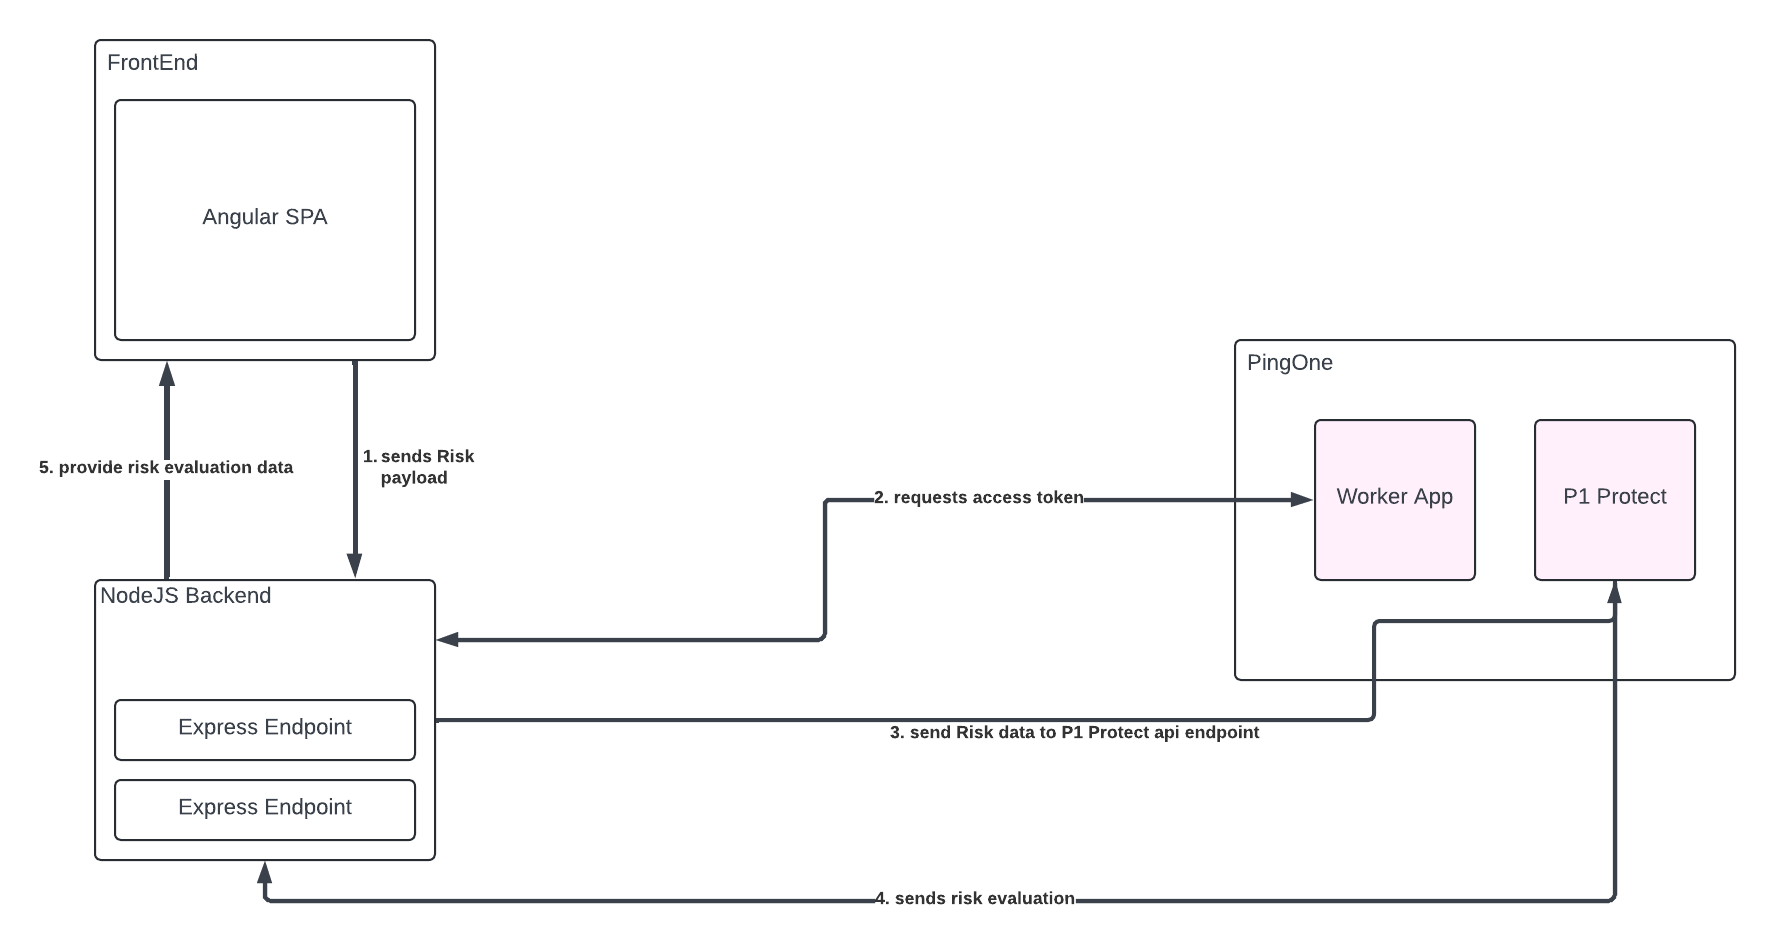 FrontEnd
Angular SPA
5. provide risk evaluation data
1. sends Risk
payload
NodeJS Backend
Express Endpoint
Express Endpoint
2. requests access token
PingOne
Worker App
P1 Protect
3. send Risk data to P1 Protect api endpoint
4. sends risk evaluation